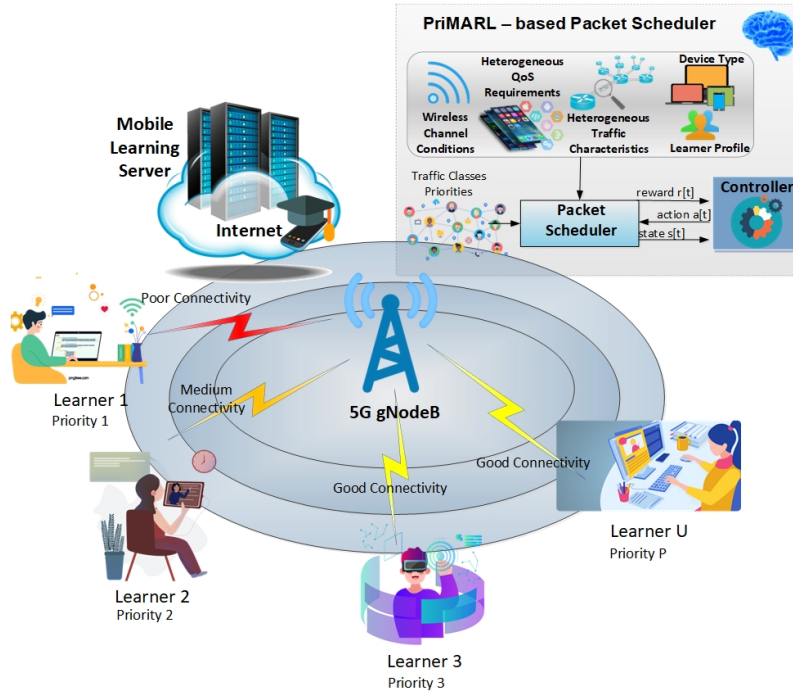 PriMARL – based Packet Scheduler
Heterogeneous
QoS
Requirements
Device Type
Wireless
Channel
Conditions
Heterogeneous
Traffic
Characteristics
Learner Profile
Mobile
Learning
Server
Internet
Traffic Classes
Priorities
Packet
Scheduler
reward r[t]
action a[t]
state s[t]
Controller
Poor Connectivity
Learner 1
Priority 1
Medium
Connectivity
5G gNodeB
Good Connectivity
Good Connectivity
Learner 2
Priority 2
Learner 3
Priority 3
Learner U
Priority P